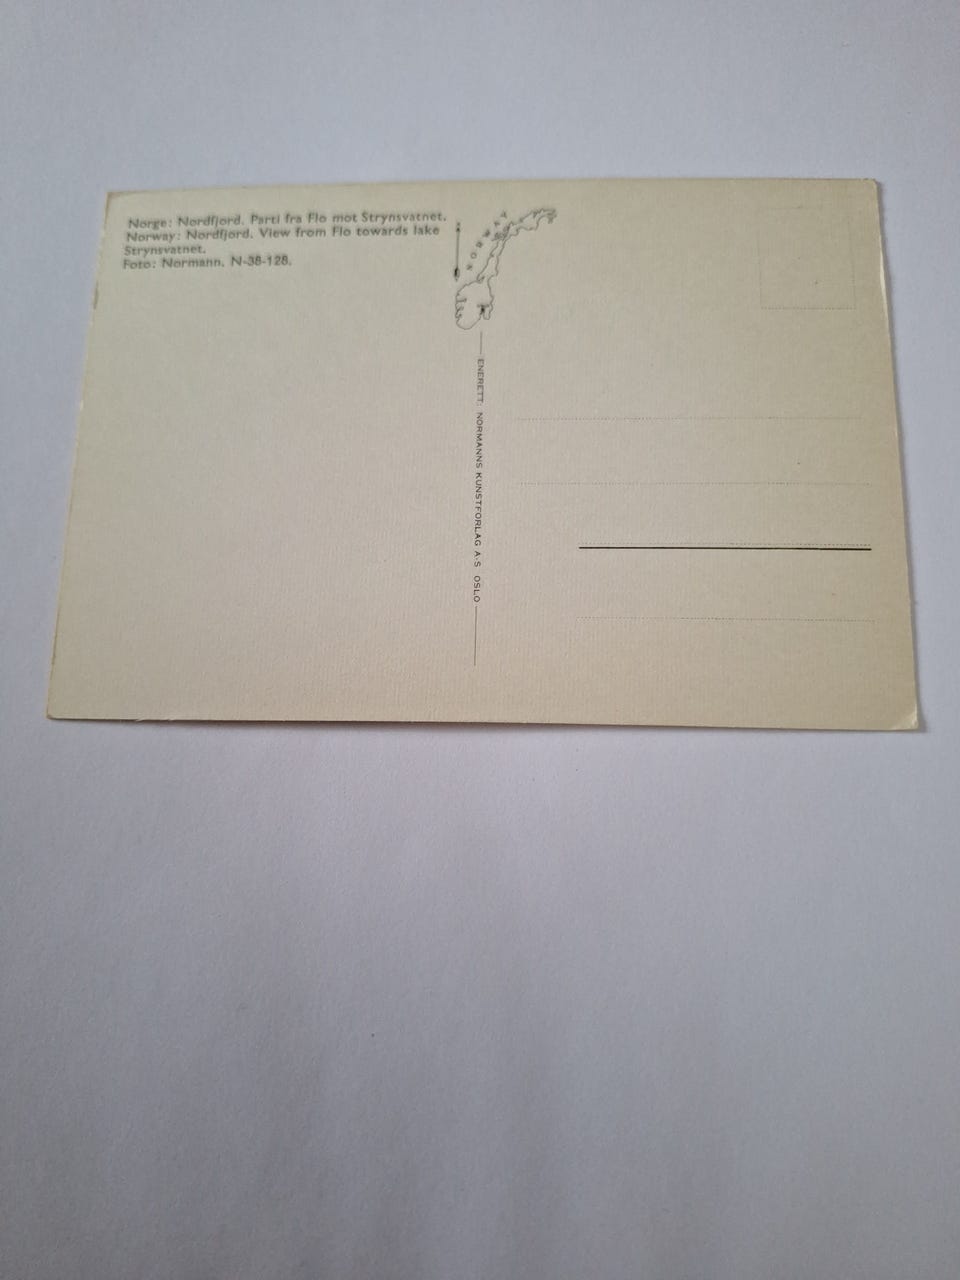 Norge: Nordfjord. Parti fra Flo mot Strynsvatnet.
Norway: Nordfjord. View from Flo towards lake
Strynsvatnet.
Foto: Normann. N-38-128.
NORWAY
ENERETT: NORMANNS KUNSTFORLAG A·S OSLO